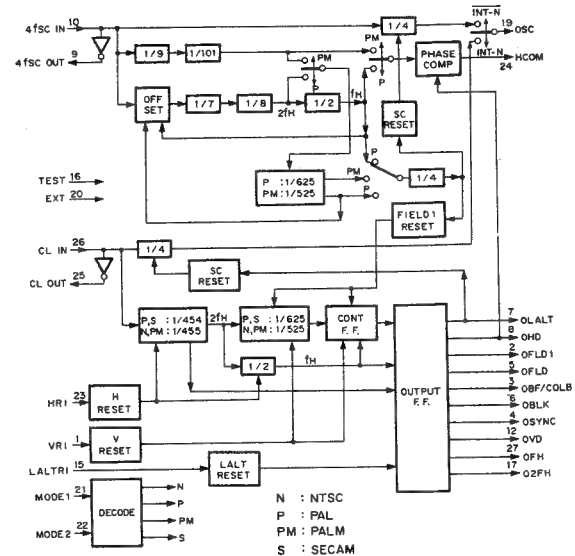 10
4fSC IN
1/4
INT-N
19
OSC
9
4fSC OUT
1/9
1/101
PM
P
PM
P
PHASE COMP
INT-N
HCOM
24
OFF SET
1/7
1/8
2fH
1/2
fH
SC RESET
TEST 16
EXT 20
P : 1/625
PM: 1/525
PM
P
P
1/4
FIELD 1 RESET
CL IN 26
1/4
CL OUT 25
SC RESET
P,S : 1/454
N,PM: 1/455
2fH
P,S : 1/625
N,PM: 1/525
CONT F.F.
1/2
fH
OUTPUT F.F.
7 OLALT
8 OHD
2 OFLD1
5 OFLD
3 OBF/COLB
6 OBLK
4 OSYNC
12 OVD
27 OFH
17 O2FH
HRI 23
H RESET
VRI 1
V RESET
LALTRI 15
LALT RESET
MODE1 21
MODE2 22
DECODE
N
P
PM
S
N : NTSC
P : PAL
PM : PALM
S : SECAM